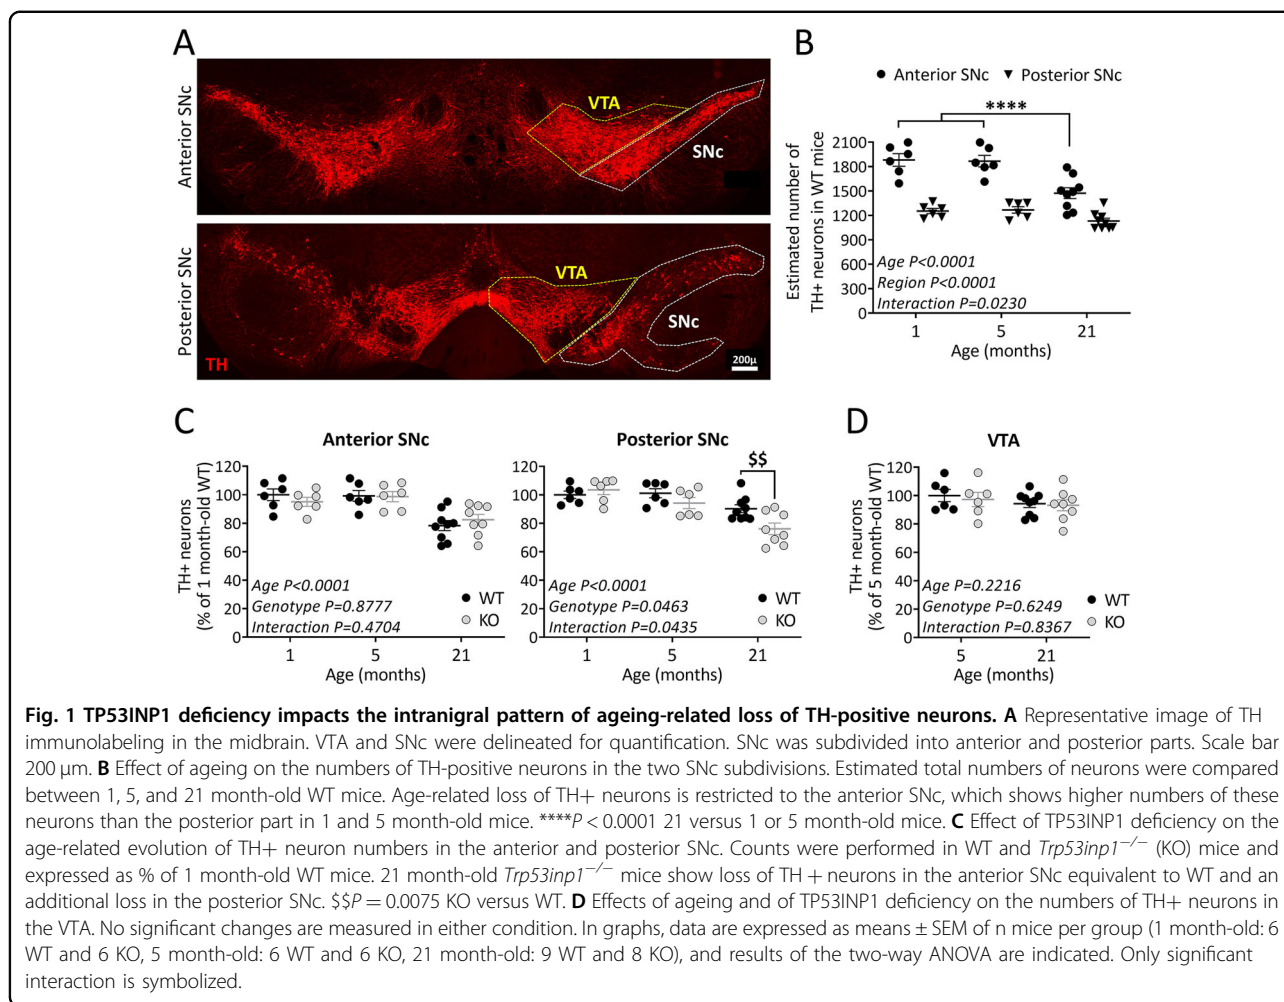 A
Anterior SNc
VTA
SNc
Posterior SNc
VTA
SNc
TH
200µ
B
Anterior SNc Posterior SNc
****
Estimated number of
TH+ neurons in WT mice
2100
1800
1500
1200
900
600
300
0
Age P<0.0001
Region P<0.0001
Interaction P=0.0230
1 5 21
Age (months)
C
Anterior SNc
TH+ neurons
(% of 1 month-old WT)
120
100
80
60
40
20
0
Age P<0.0001
Genotype P=0.8777
Interaction P=0.4704
WT
KO
1 5 21
Age (months)
Posterior SNc
$$
120
100
80
60
40
20
0
Age P<0.0001
Genotype P=0.0463
Interaction P=0.0435
WT
KO
1 5 21
Age (months)
D
VTA
TH+ neurons
(% of 5 month-old WT)
120
100
80
60
40
20
0
Age P=0.2216
Genotype P=0.6249
Interaction P=0.8367
WT
KO
5 21
Age (months)
Fig. 1 TP53INP1 deficiency impacts the intranigral pattern of ageing-related loss of TH-positive neurons. A Representative image of TH
immunolabeling in the midbrain. VTA and SNc were delineated for quantification. SNc was subdivided into anterior and posterior parts. Scale bar
200 µm. B Effect of ageing on the numbers of TH-positive neurons in the two SNc subdivisions. Estimated total numbers of neurons were compared
between 1, 5, and 21 month-old WT mice. Age-related loss of TH+ neurons is restricted to the anterior SNc, which shows higher numbers of these
neurons than the posterior part in 1 and 5 month-old mice. ****P < 0.0001 21 versus 1 or 5 month-old mice. C Effect of TP53INP1 deficiency on the
age-related evolution of TH+ neuron numbers in the anterior and posterior SNc. Counts were performed in WT and Trp53inp1⁻/⁻ (KO) mice and
expressed as % of 1 month-old WT mice. 21 month-old Trp53inp1⁻/⁻ mice show loss of TH + neurons in the anterior SNc equivalent to WT and an
additional loss in the posterior SNc. $$P = 0.0075 KO versus WT. D Effects of ageing and of TP53INP1 deficiency on the numbers of TH+ neurons in
the VTA. No significant changes are measured in either condition. In graphs, data are expressed as means ± SEM of n mice per group (1 month-old: 6
WT and 6 KO, 5 month-old: 6 WT and 6 KO, 21 month-old: 9 WT and 8 KO), and results of the two-way ANOVA are indicated. Only significant
interaction is symbolized.